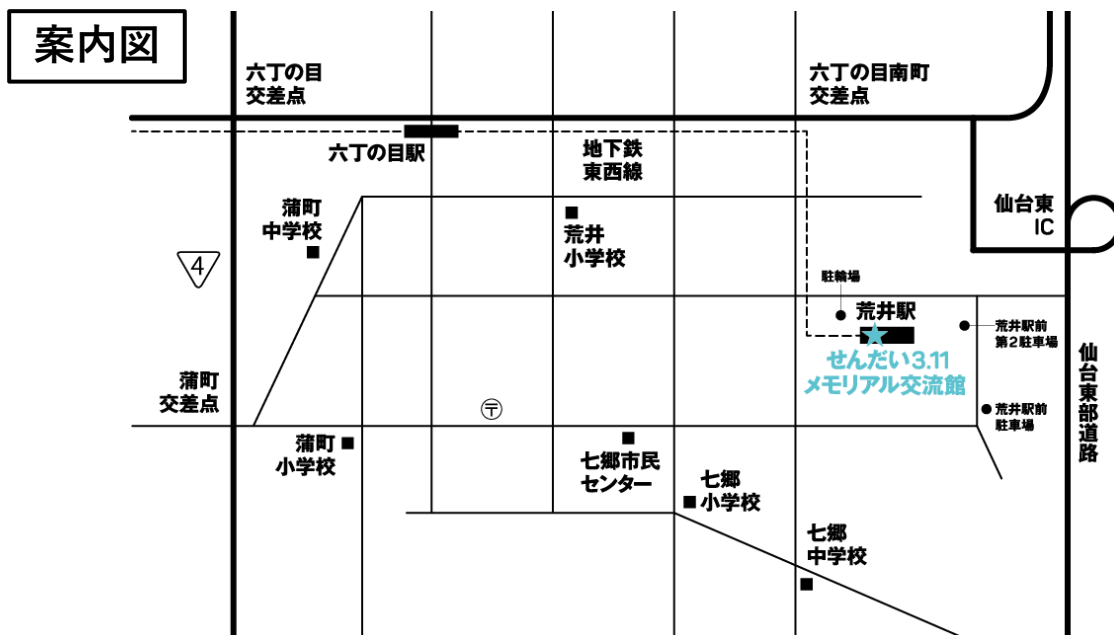 案内図
六丁の目
交差点
六丁の目南町
交差点
六丁の目駅
地下鉄
東西線
蒲町
中学校
荒井
小学校
仙台東
IC
4
駐輪場
荒井駅
荒井駅前
第2駐車場
せんだい3.11
メモリアル交流館
仙台東部道路
蒲町
交差点
〒
荒井駅前
駐車場
蒲町
小学校
七郷市民
センター
七郷
小学校
七郷
中学校